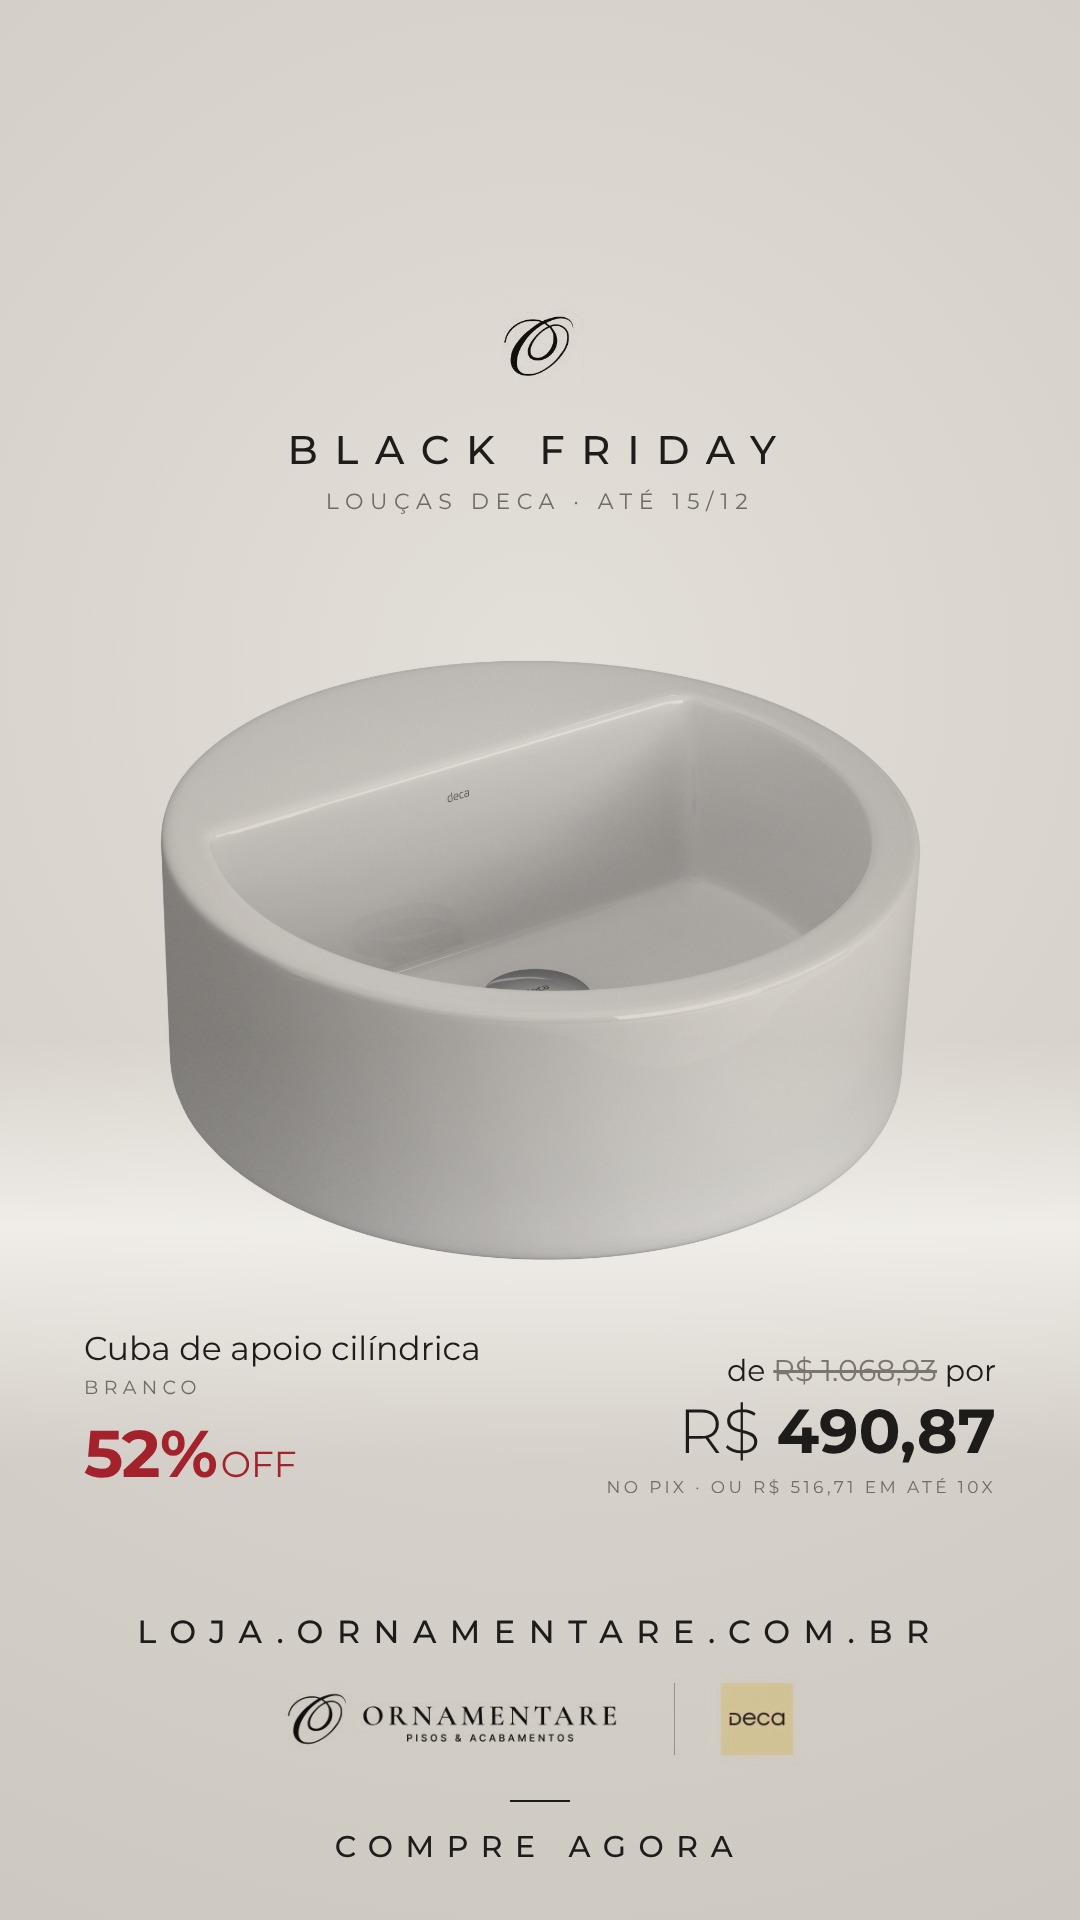 O
BLACK FRIDAY
LOUÇAS DECA · ATÉ 15/12
deca
Cuba de apoio cilíndrica
BRANCO
52% OFF
de R$ 1.068,93 por
R$ 490,87
NO PIX · OU R$ 516,71 EM ATÉ 10X
LOJA.ORNAMENTARE.COM.BR
O ORNAMENTARE
PISOS & ACABAMENTOS
Deca
COMPRE AGORA